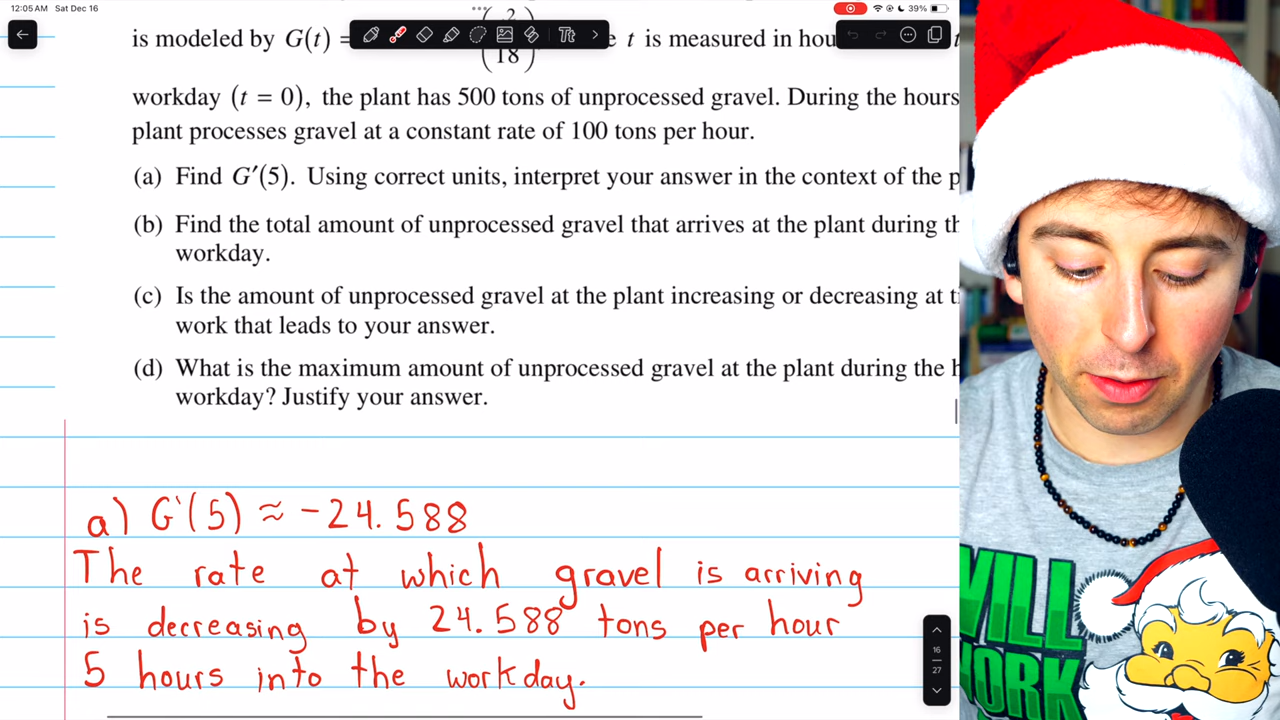 12:05 AM Sat Dec 16
39%
is modeled by G(t) =
2
18
t is measured in hou
workday (t = 0), the plant has 500 tons of unprocessed gravel. During the hours
plant processes gravel at a constant rate of 100 tons per hour.
(a) Find G′(5). Using correct units, interpret your answer in the context of the p
(b) Find the total amount of unprocessed gravel that arrives at the plant during th
workday.
(c) Is the amount of unprocessed gravel at the plant increasing or decreasing at ti
work that leads to your answer.
(d) What is the maximum amount of unprocessed gravel at the plant during the h
workday? Justify your answer.
a) G'(5) ≈ -24.588
The rate at which gravel is arriving
is decreasing by 24.588 tons per hour
5 hours into the workday.
16
27
WILL
WORK